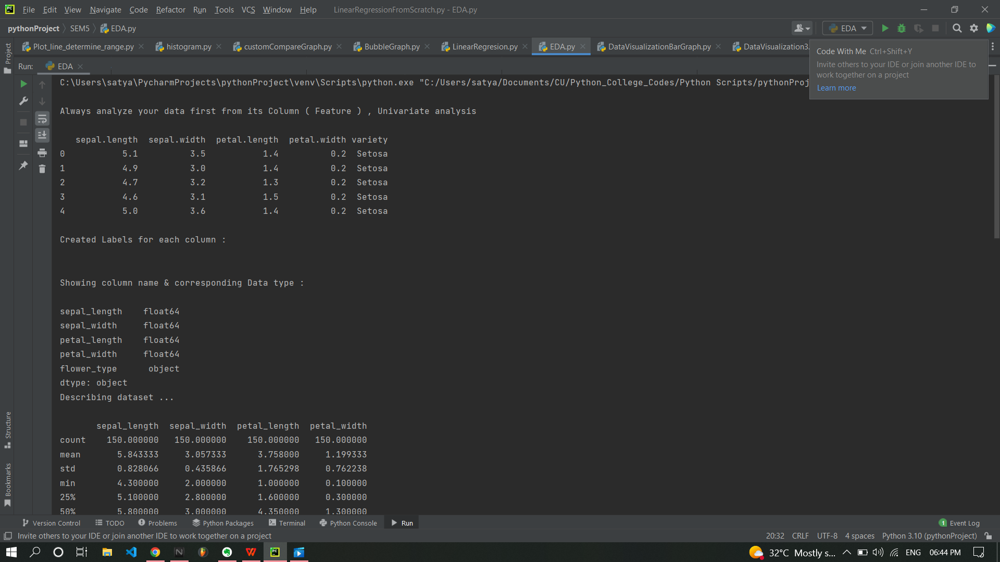 File Edit View Navigate Code Refactor Run Tools VCS Window Help LinearRegressionFromScratch.py - EDA.py
pythonProject SEM5 EDA.py EDA
Plot_line_determine_range.py histogram.py customCompareGraph.py BubbleGraph.py LinearRegresion.py EDA.py DataVisualizationBarGraph.py DataVisualization3.
Code With Me Ctrl+Shift+Y
Invite others to your IDE or join another IDE to
work together on a project
Learn more
Project
Run: EDA
C:\Users\satya\PycharmProjects\pythonProject\venv\Scripts\python.exe "C:/Users/satya/Documents/CU/Python_College_Codes/Python Scripts/pythonProj
Always analyze your data first from its Column ( Feature ) , Univariate analysis
sepal.length sepal.width petal.length petal.width variety
0 5.1 3.5 1.4 0.2 Setosa
1 4.9 3.0 1.4 0.2 Setosa
2 4.7 3.2 1.3 0.2 Setosa
3 4.6 3.1 1.5 0.2 Setosa
4 5.0 3.6 1.4 0.2 Setosa
Created Labels for each column :
Showing column name & corresponding Data type :
sepal_length float64
sepal_width float64
petal_length float64
petal_width float64
flower_type object
dtype: object
Describing dataset ...
sepal_length sepal_width petal_length petal_width
count 150.000000 150.000000 150.000000 150.000000
mean 5.843333 3.057333 3.758000 1.199333
std 0.828066 0.435866 1.765298 0.762238
min 4.300000 2.000000 1.000000 0.100000
25% 5.100000 2.800000 1.600000 0.300000
50% 5.800000 3.000000 4.350000 1.300000
Structure
Bookmarks
Version Control TODO Problems Python Packages Terminal Python Console Run 1 Event Log
Invite others to your IDE or join another IDE to work together on a project 20:32 CRLF UTF-8 4 spaces Python 3.10 (pythonProject)
32°C Mostly s... ENG 06:44 PM